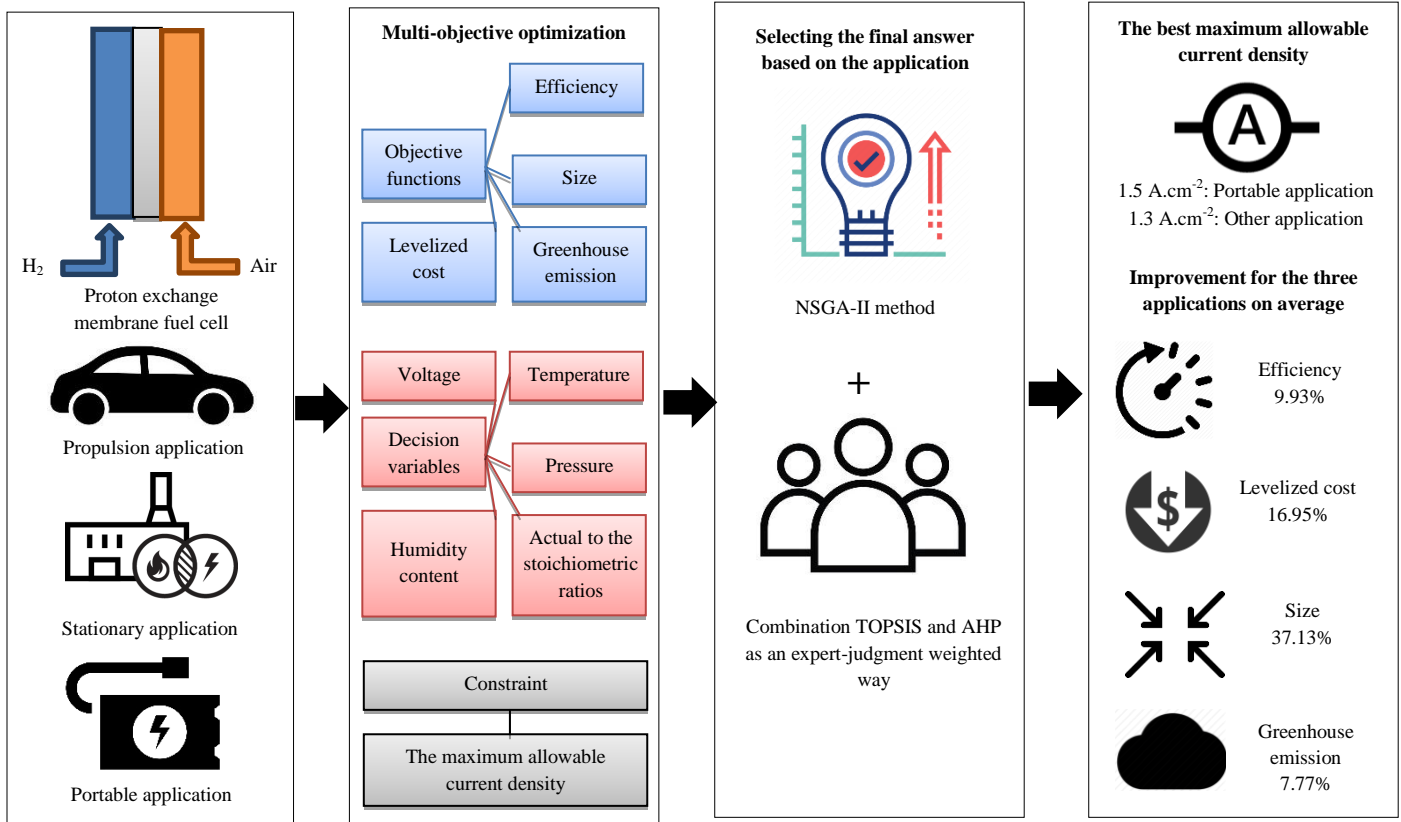 H₂
Air
Proton exchange
membrane fuel cell
Propulsion application
Stationary application
Portable application
Multi-objective optimization
Efficiency
Objective
functions
Size
Levelized
cost
Greenhouse
emission
Voltage
Temperature
Decision
variables
Pressure
Humidity
content
Actual to the
stoichiometric
ratios
Constraint
The maximum allowable
current density
Selecting the final answer
based on the application
NSGA-II method
+
Combination TOPSIS and AHP
as an expert-judgment weighted
way
The best maximum allowable
current density
A
1.5 A.cm⁻²: Portable application
1.3 A.cm⁻²: Other application
Improvement for the three
applications on average
Efficiency
9.93%
$
Levelized cost
16.95%
Size
37.13%
Greenhouse
emission
7.77%